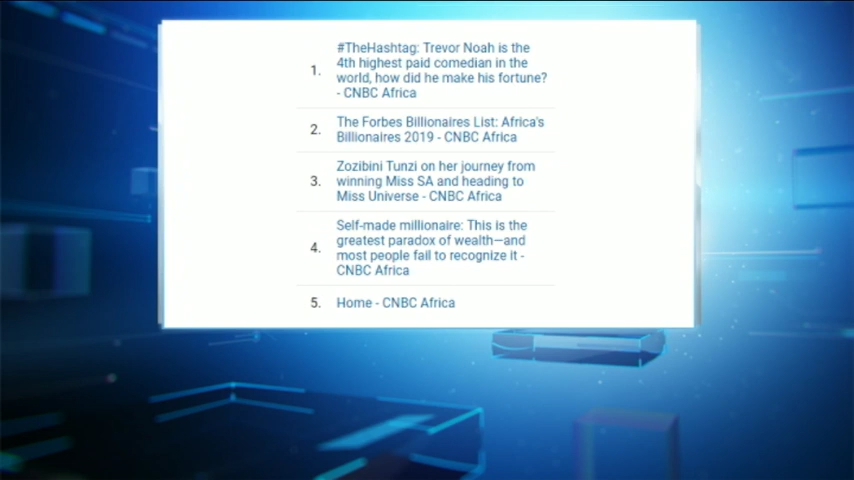 1. #TheHashtag: Trevor Noah is the
4th highest paid comedian in the
world, how did he make his fortune?
- CNBC Africa
2. The Forbes Billionaires List: Africa's
Billionaires 2019 - CNBC Africa
3. Zozibini Tunzi on her journey from
winning Miss SA and heading to
Miss Universe - CNBC Africa
4. Self-made millionaire: This is the
greatest paradox of wealth—and
most people fail to recognize it -
CNBC Africa
5. Home - CNBC Africa